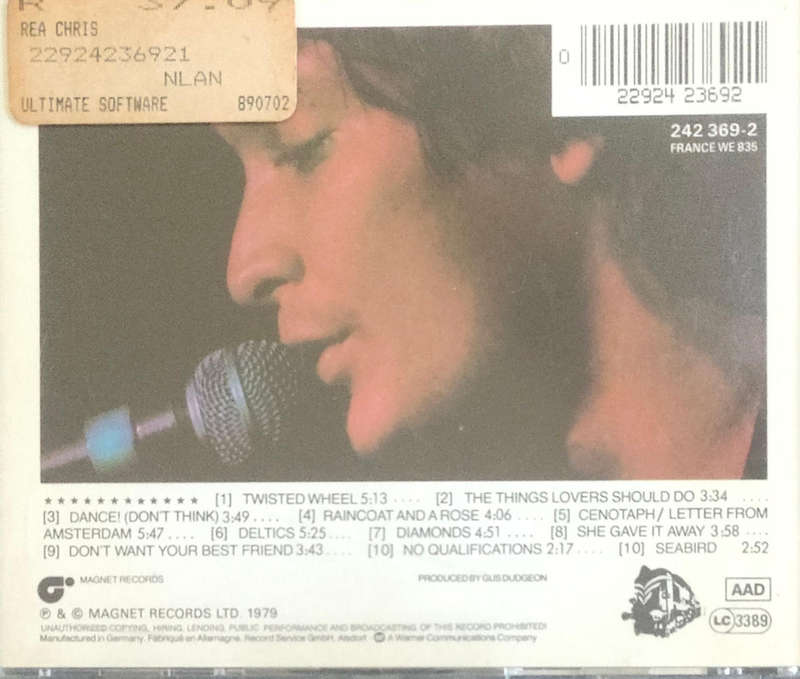 REA CHRIS
22924236921
NLAN
ULTIMATE SOFTWARE 890702
0 22924 23692
242 369-2
FRANCE WE 835
★★★★★★★★★★★★ [1] TWISTED WHEEL 5:13 .... [2] THE THINGS LOVERS SHOULD DO 3:34 ....
[3] DANCE! (DON'T THINK) 3:49 .... [4] RAINCOAT AND A ROSE 4:06 .... [5] CENOTAPH / LETTER FROM
AMSTERDAM 5:47 .... [6] DELTICS 5:25 .... [7] DIAMONDS 4:51 .... [8] SHE GAVE IT AWAY 3:58 ....
[9] DON'T WANT YOUR BEST FRIEND 3:43 .... [10] NO QUALIFICATIONS 2:17 .... [10] SEABIRD 2:52
MAGNET RECORDS PRODUCED BY GUS DUDGEON
AAD
℗ & © MAGNET RECORDS LTD. 1979
LC 3389
UNAUTHORIZED COPYING, HIRING, LENDING, PUBLIC PERFORMANCE AND BROADCASTING OF THIS RECORD PROHIBITED!
Manufactured in Germany. Fabriqué en Allemagne, Record Service GmbH, Alsdorf A Warner Communications Company